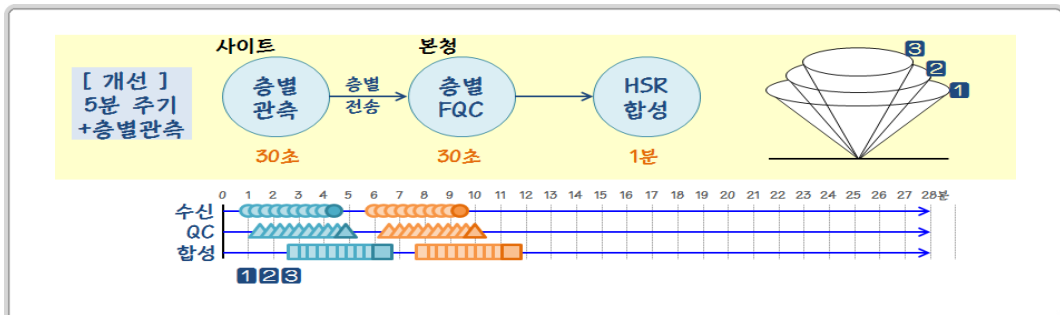 사이트
본청
[ 개선 ]
5분 주기
+층별관측
층별
관측
층별
전송
층별
FQC
HSR
합성
30초
30초
1분
3
2
1
0 1 2 3 4 5 6 7 8 9 10 11 12 13 14 15 16 17 18 19 20 21 22 23 24 25 26 27 28분
수신
QC
합성
1 2 3